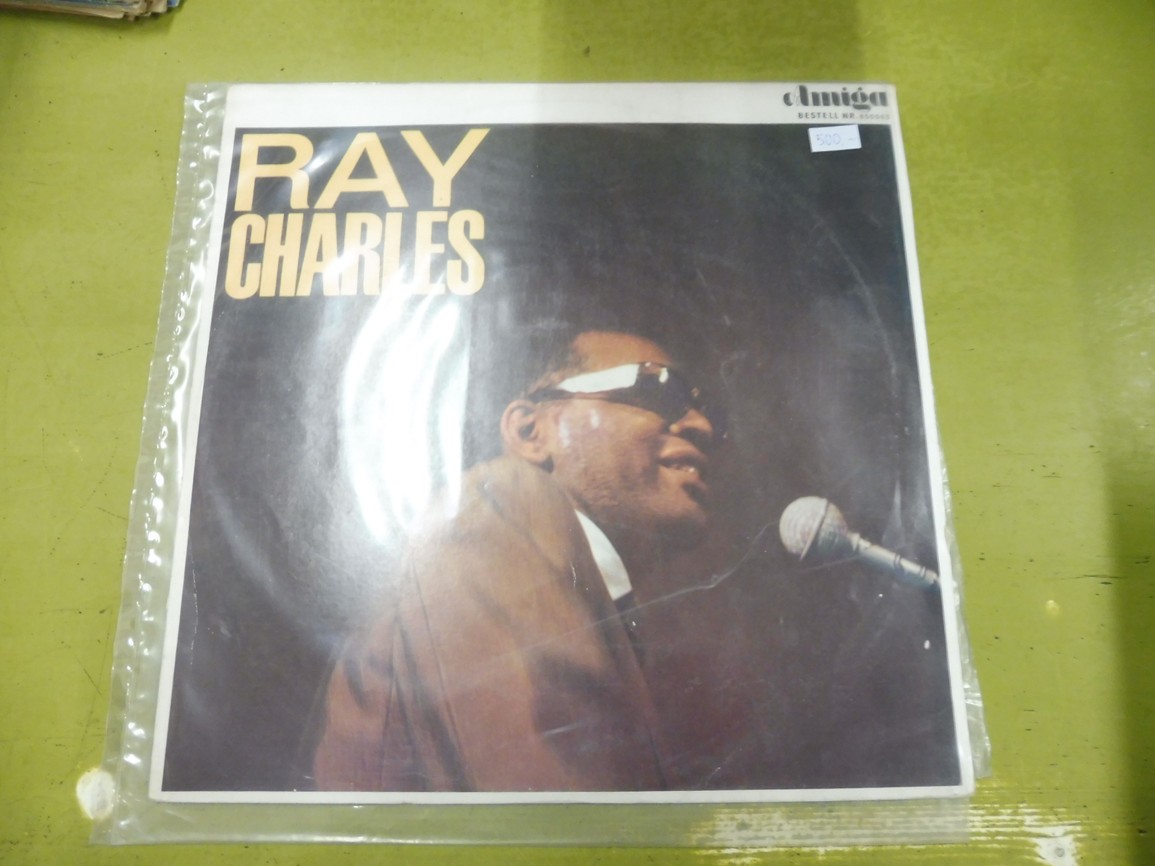 Amiga
BESTELL NR.
500,-
RAY
CHARLES